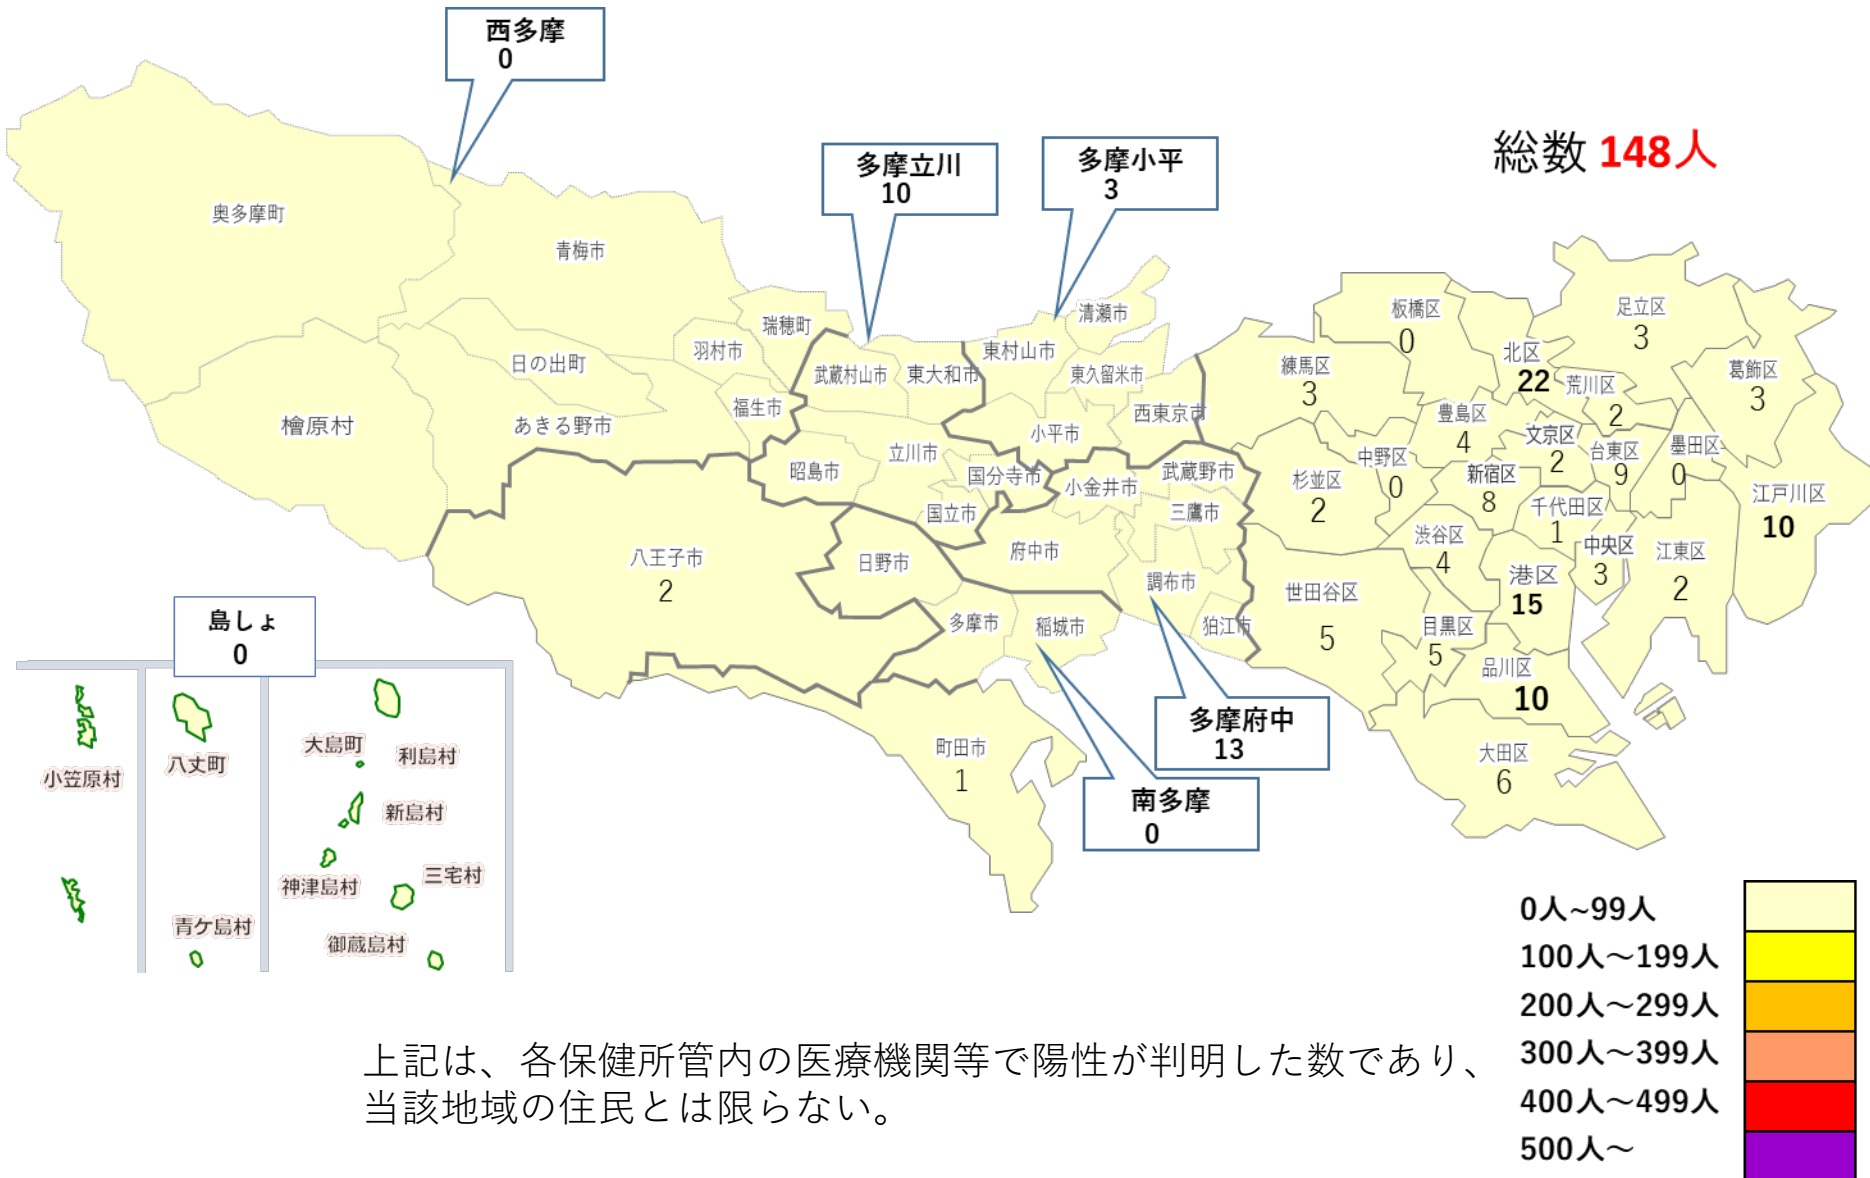 西多摩
0
多摩立川
10
多摩小平
3
総数 148人
奥多摩町
青梅市
瑞穂町
羽村市
日の出町
福生市
あきる野市
檜原村
武蔵村山市
東大和市
東村山市
清瀬市
東久留米市
西東京市
小平市
立川市
昭島市
国分寺市
国立市
小金井市
武蔵野市
三鷹市
府中市
調布市
狛江市
八王子市
2
日野市
多摩市
稲城市
町田市
1
多摩府中
13
南多摩
0
板橋区
0
練馬区
3
北区
22
足立区
3
荒川区
2
葛飾区
3
豊島区
4
文京区
2
台東区
9
墨田区
0
中野区
0
杉並区
2
新宿区
8
千代田区
1
江戸川区
10
渋谷区
4
中央区
3
江東区
2
港区
15
世田谷区
5
目黒区
5
品川区
10
大田区
6
島しょ
0
小笠原村
八丈町
青ケ島村
大島町
利島村
新島村
神津島村
三宅村
御蔵島村
0人~99人
100人～199人
200人～299人
300人～399人
400人～499人
500人～
上記は、各保健所管内の医療機関等で陽性が判明した数であり、
当該地域の住民とは限らない。